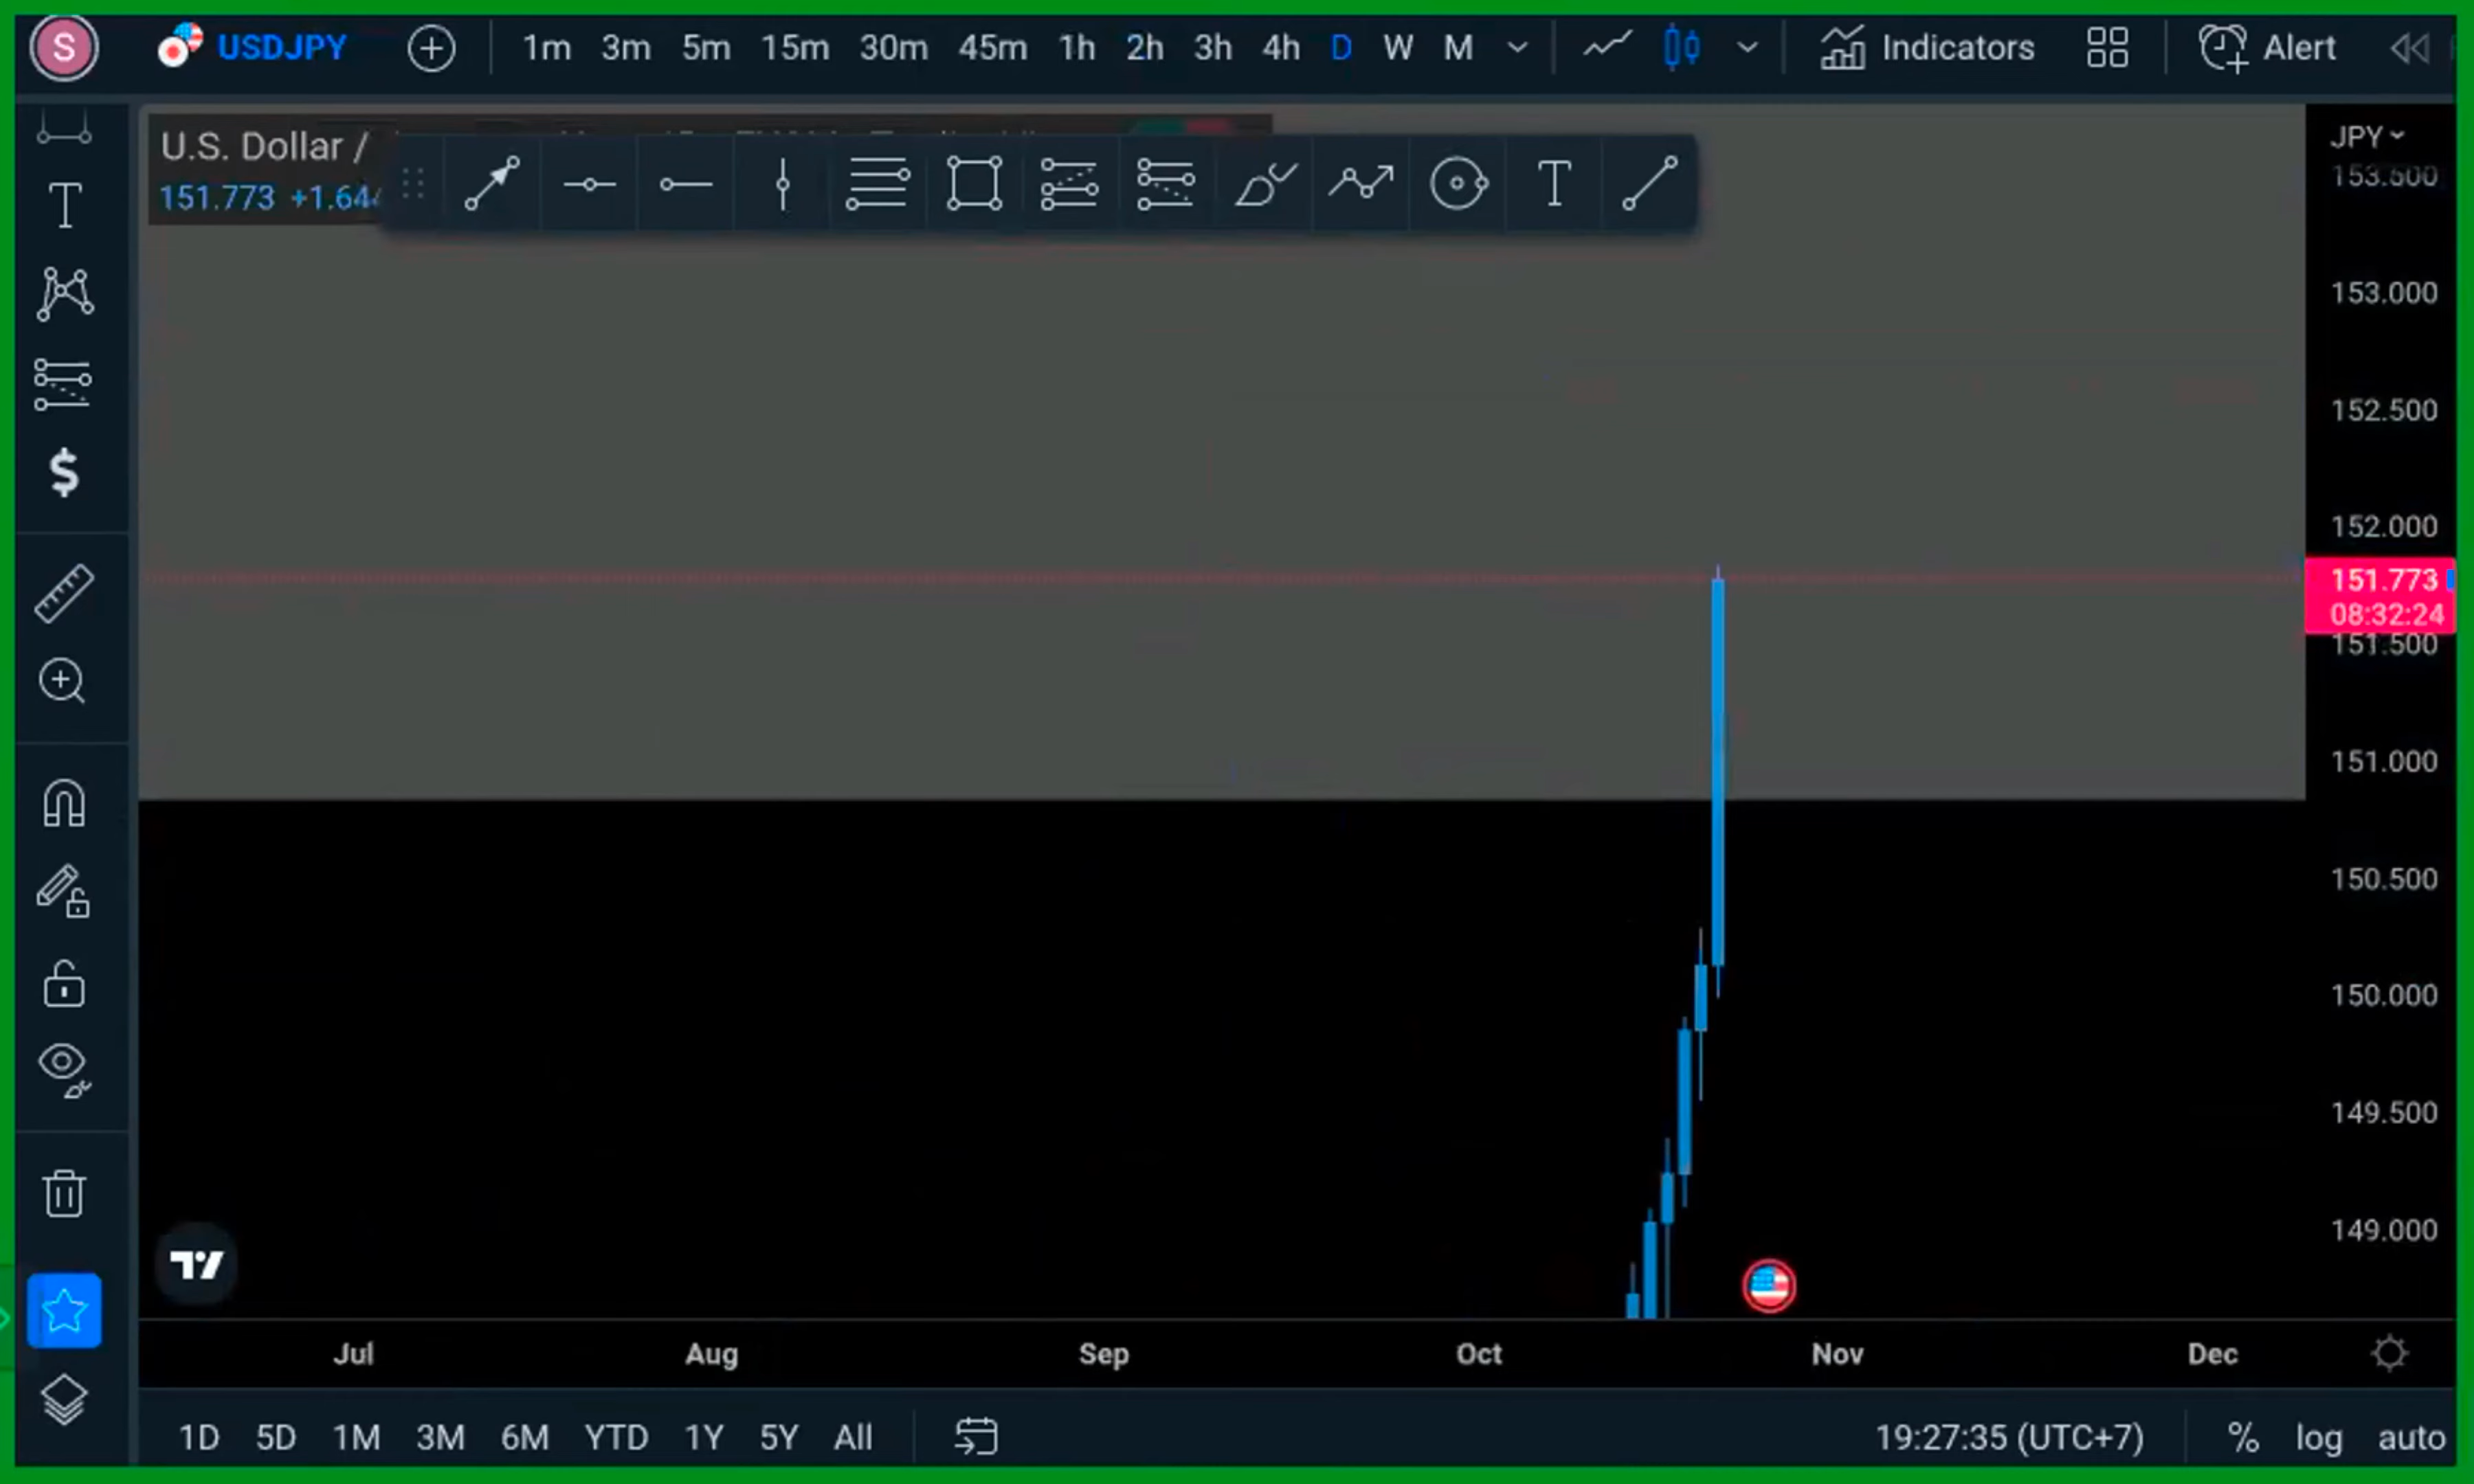 S USDJPY 1m 3m 5m 15m 30m 45m 1h 2h 3h 4h D W M Indicators Alert
U.S. Dollar /
151.773 +1.644
JPY
153.500
153.000
152.500
152.000
151.773
08:32:24
151.500
151.000
150.500
150.000
149.500
149.000
Jul Aug Sep Oct Nov Dec
1D 5D 1M 3M 6M YTD 1Y 5Y All 19:27:35 (UTC+7) % log auto